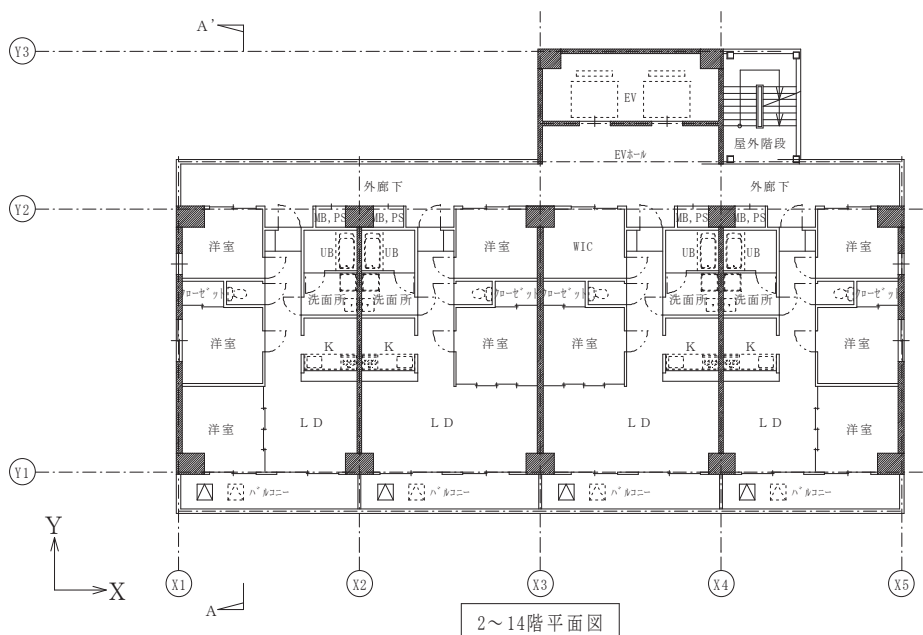 A'
Y3
EV
屋外階段
EVホール
外廊下
外廊下
Y2
MB,PS
MB,PS
MB,PS
MB,PS
洋室
UB
UB
洋室
WIC
UB
UB
洋室
クローゼット
洗面所
洗面所
クローゼット
クローゼット
洗面所
洗面所
クローゼット
洋室
K
K
洋室
洋室
K
K
洋室
洋室
LD
LD
LD
LD
洋室
Y1
バルコニー
バルコニー
バルコニー
バルコニー
Y
X
X1
X2
X3
X4
X5
A
2～14階平面図